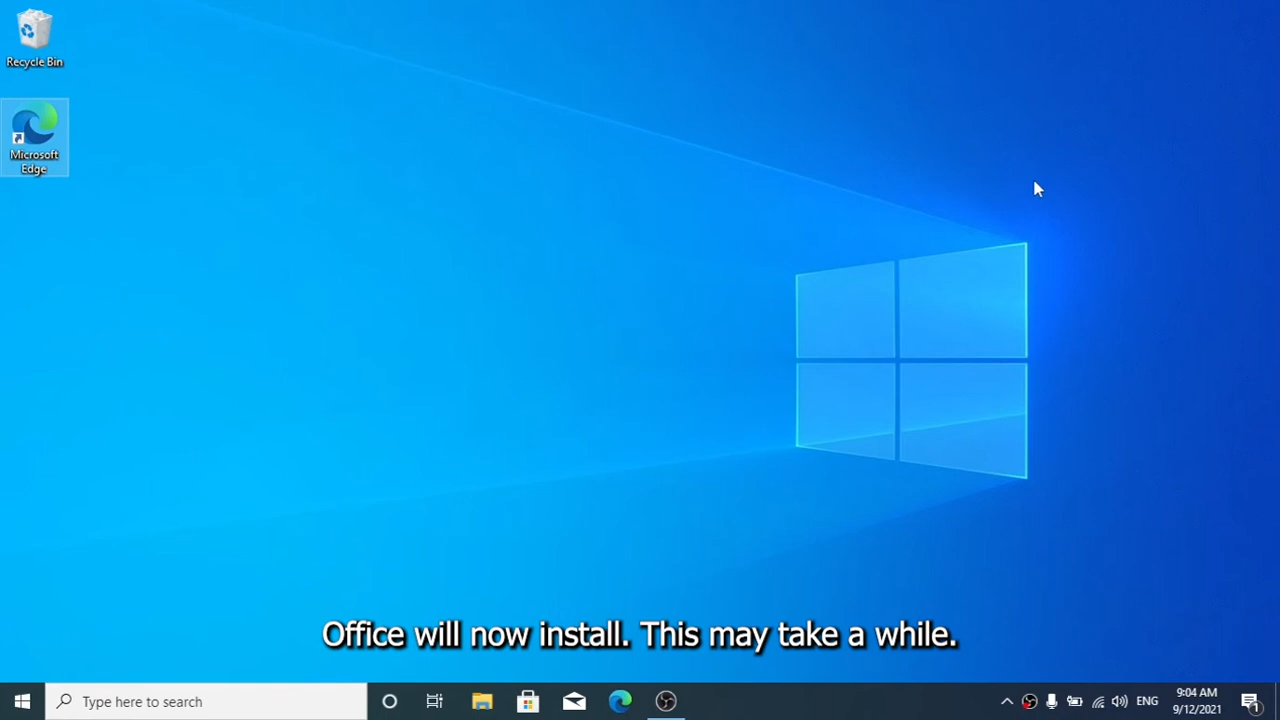 Recycle Bin
Microsoft
Edge
Office will now install. This may take a while.
Type here to search
ENG
9:04 AM
9/12/2021
1